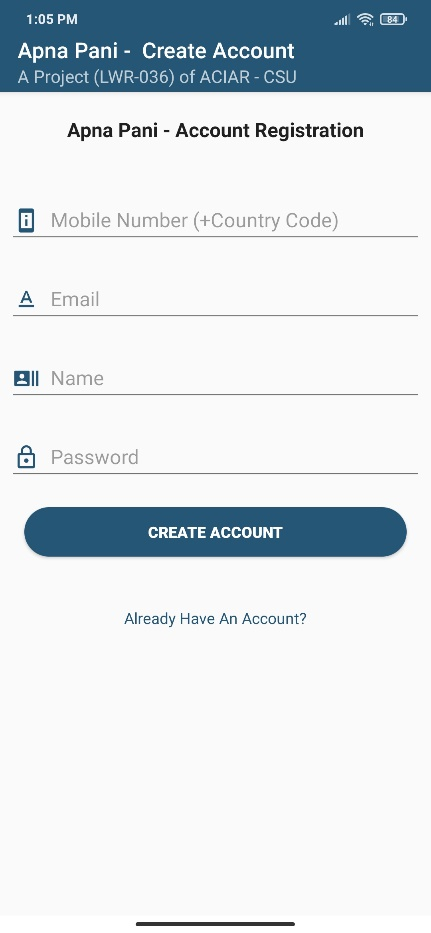 1:05 PM
84
Apna Pani -  Create Account
A Project (LWR-036) of ACIAR - CSU
Apna Pani - Account Registration
Mobile Number (+Country Code)
Email
Name
Password
CREATE ACCOUNT
Already Have An Account?